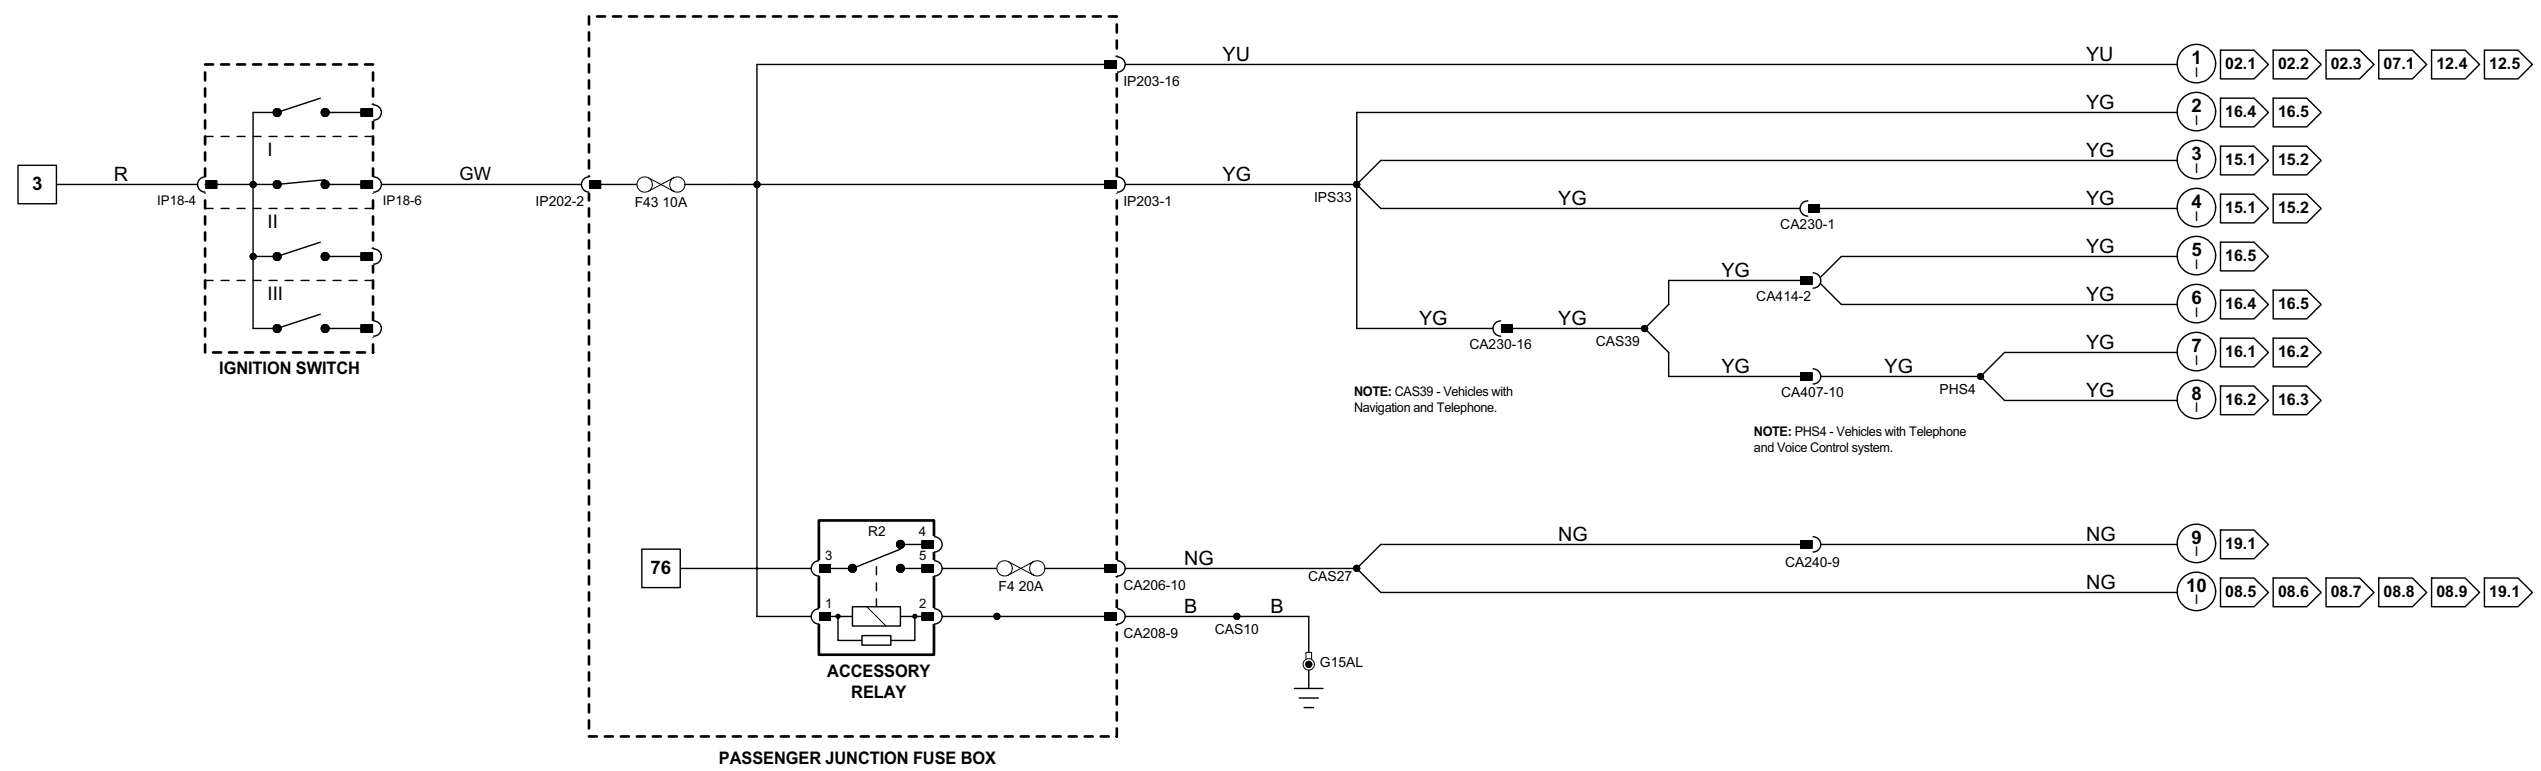 YU
YU
1
I
02.1
02.2
02.3
07.1
12.4
12.5
IP203-16
YG
2
I
16.4
16.5
I
YG
3
I
15.1
15.2
3
R
IP18-4
IP18-6
GW
IP202-2
F43 10A
IP203-1
YG
IPS33
YG
YG
4
I
15.1
15.2
CA230-1
II
YG
5
I
16.5
YG
CA414-2
III
YG
6
I
16.4
16.5
YG
YG
CA230-16
CAS39
IGNITION SWITCH
YG
7
I
16.1
16.2
YG
YG
CA407-10
PHS4
YG
8
I
16.2
16.3
NOTE: CAS39 - Vehicles with
Navigation and Telephone.
NOTE: PHS4 - Vehicles with Telephone
and Voice Control system.
R2
4
3
5
76
F4 20A
CA206-10
NG
CAS27
NG
NG
9
I
19.1
CA240-9
NG
10
I
08.5
08.6
08.7
08.8
08.9
19.1
1
2
CA208-9
B
B
CAS10
G15AL
ACCESSORY
RELAY
PASSENGER JUNCTION FUSE BOX